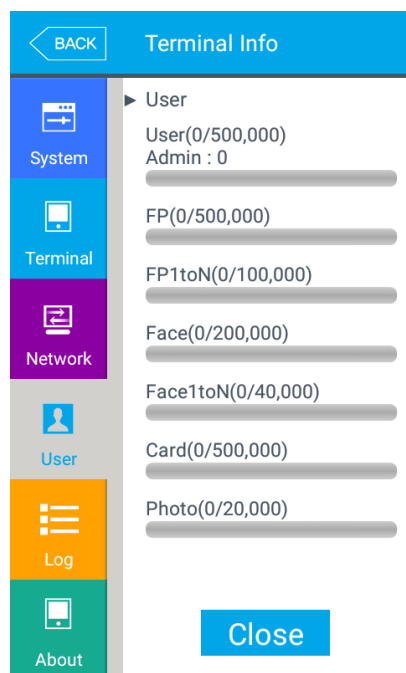 BACK
Terminal Info
System
Terminal
Network
User
Log
About
► User
User(0/500,000)
Admin : 0
FP(0/500,000)
FP1toN(0/100,000)
Face(0/200,000)
Face1toN(0/40,000)
Card(0/500,000)
Photo(0/20,000)
Close